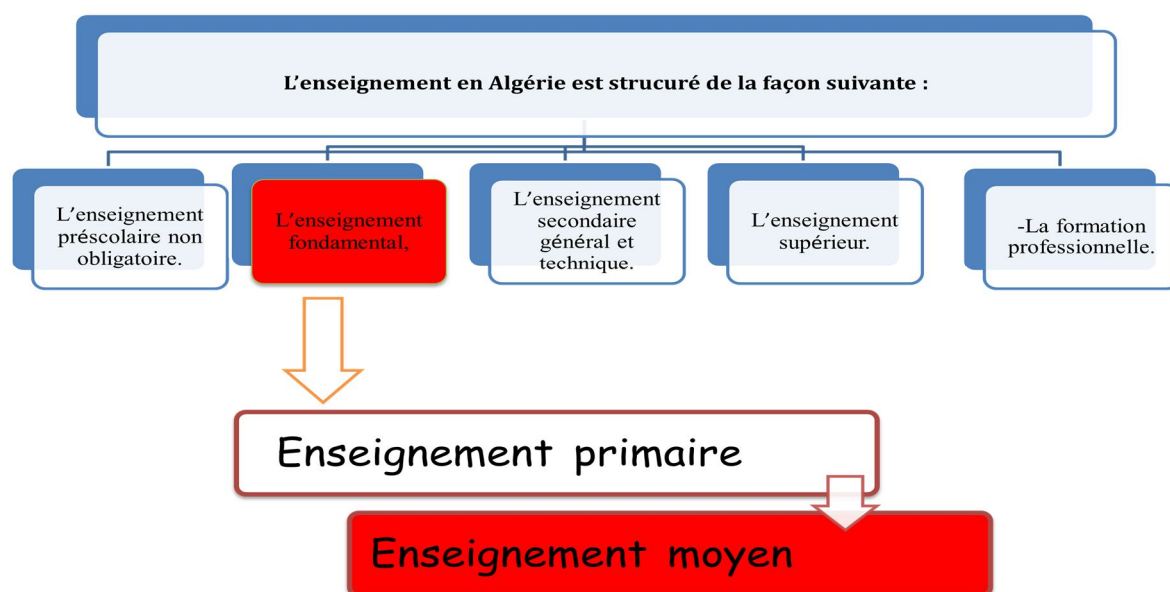 L'enseignement en Algérie est strucuré de la façon suivante :
L'enseignement
préscolaire non
obligatoire.
L'enseignement
fondamental,
L'enseignement
secondaire
général et
technique.
L'enseignement
supérieur.
-La formation
professionnelle.
Enseignement primaire
Enseignement moyen